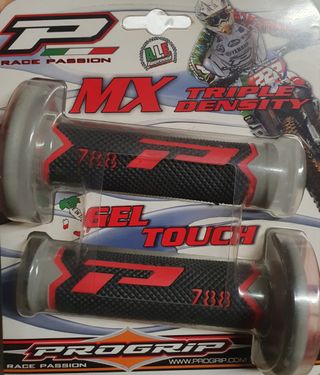 P
RACE PASSION
MX TRIPLE
DENSITY
788 P
GEL
TOUCH
P 788
PROGRIP
RACE PASSION WWW.PROGRIP.COM